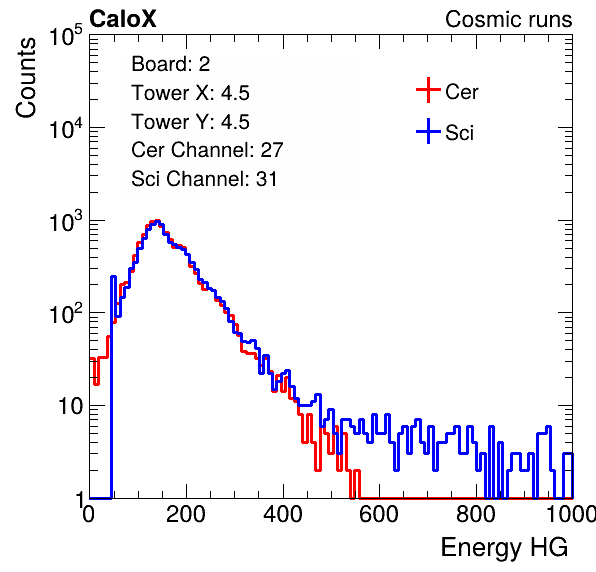 CaloX Cosmic runs
Counts
10^5
10^4
10^3
10^2
10
1
Board: 2
Tower X: 4.5
Tower Y: 4.5
Cer Channel: 27
Sci Channel: 31
Cer
Sci
0 200 400 600 800 1000
Energy HG